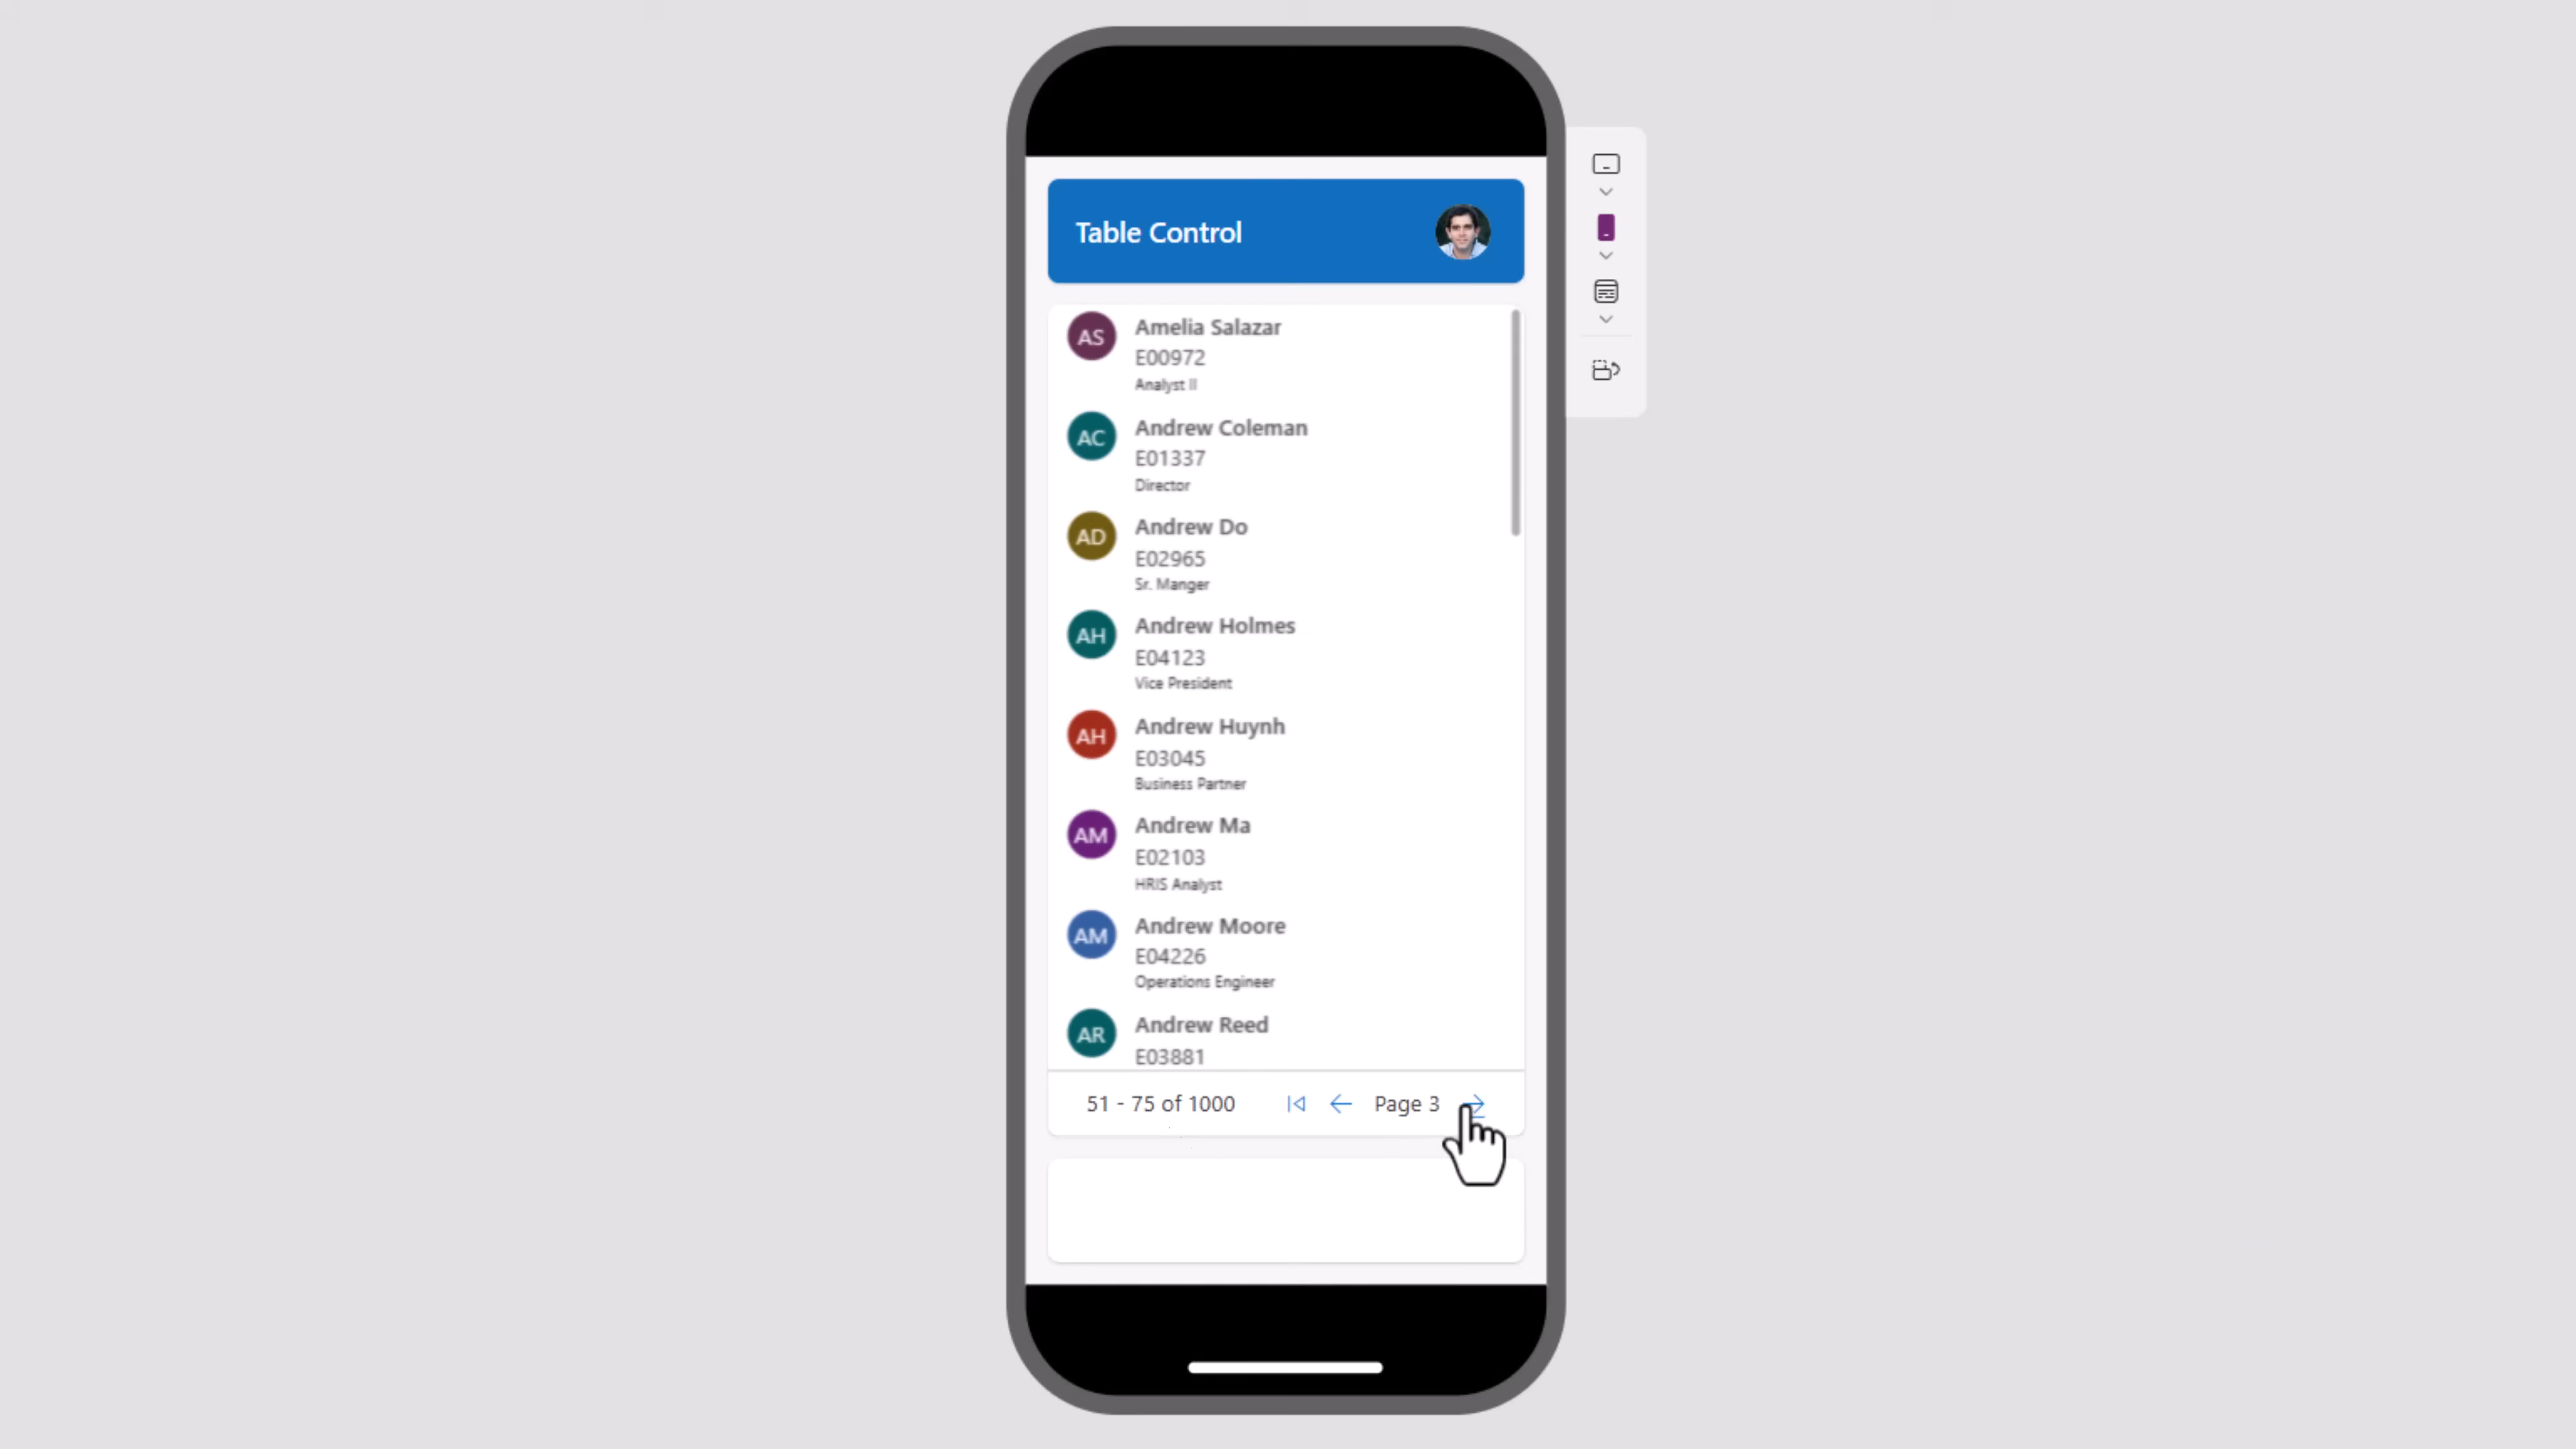 Table Control
AS
Amelia Salazar
E00972
Analyst II
AC
Andrew Coleman
E01337
Director
AD
Andrew Do
E02965
Sr. Manger
AH
Andrew Holmes
E04123
Vice President
AH
Andrew Huynh
E03045
Business Partner
AM
Andrew Ma
E02103
HRIS Analyst
AM
Andrew Moore
E04226
Operations Engineer
AR
Andrew Reed
E03881
51 - 75 of 1000
Page 3